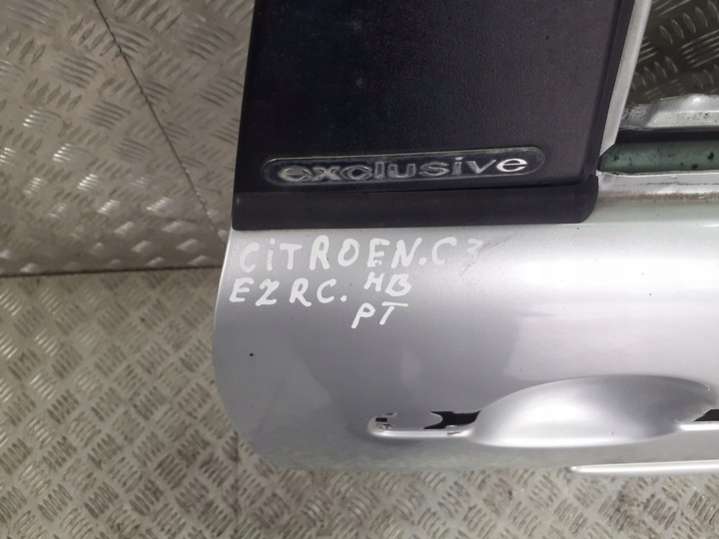 exclusive
CiTROEN.C3
EZRC. HB
PT